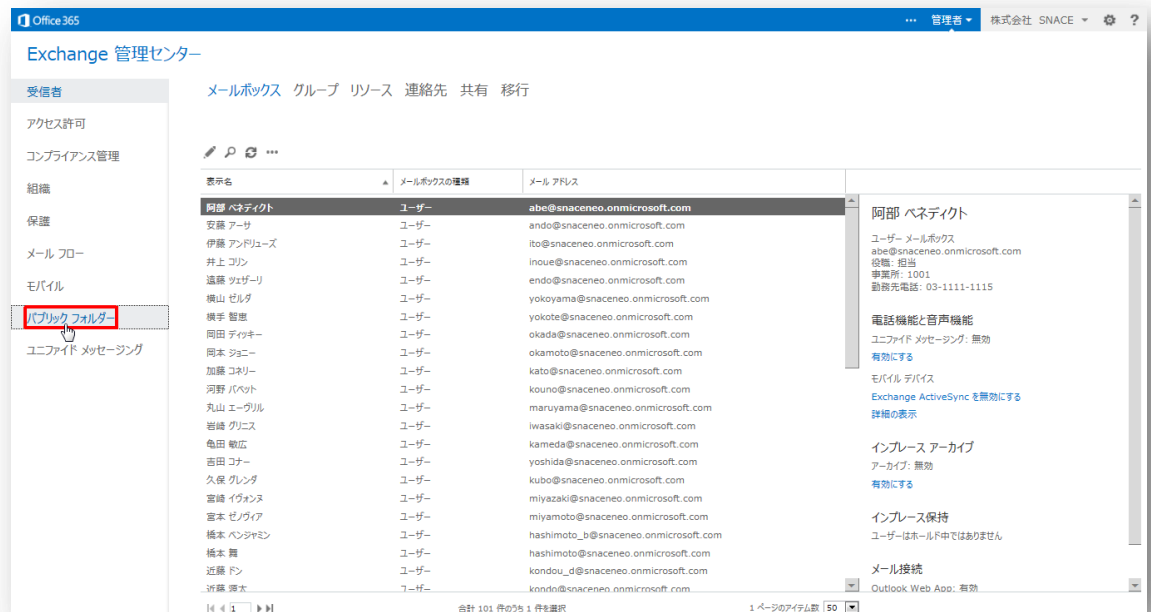 Office 365
••• 管理者 株式会社 SNACE ?
Exchange 管理センター
受信者
アクセス許可
コンプライアンス管理
組織
保護
メール フロー
モバイル
パブリック フォルダー
ユニファイド メッセージング
メールボックス グループ リソース 連絡先 共有 移行
表示名 メールボックスの種類 メール アドレス
阿部 ベネディクト ユーザー abe@snaceneo.onmicrosoft.com
安藤 アーサ ユーザー ando@snaceneo.onmicrosoft.com
伊藤 アンドリューズ ユーザー ito@snaceneo.onmicrosoft.com
井上 コリン ユーザー inoue@snaceneo.onmicrosoft.com
遠藤 ツェザーリ ユーザー endo@snaceneo.onmicrosoft.com
横山 ゼルダ ユーザー yokoyama@snaceneo.onmicrosoft.com
横手 智恵 ユーザー yokote@snaceneo.onmicrosoft.com
岡田 ディッキー ユーザー okada@snaceneo.onmicrosoft.com
岡本 ジョニー ユーザー okamoto@snaceneo.onmicrosoft.com
加藤 コネリー ユーザー kato@snaceneo.onmicrosoft.com
河野 バベット ユーザー kouno@snaceneo.onmicrosoft.com
丸山 エーヴリル ユーザー maruyama@snaceneo.onmicrosoft.com
岩崎 グリニス ユーザー iwasaki@snaceneo.onmicrosoft.com
亀田 敏広 ユーザー kameda@snaceneo.onmicrosoft.com
吉田 コナー ユーザー yoshida@snaceneo.onmicrosoft.com
久保 グレンダ ユーザー kubo@snaceneo.onmicrosoft.com
宮崎 イヴォンヌ ユーザー miyazaki@snaceneo.onmicrosoft.com
宮本 ゼノヴィア ユーザー miyamoto@snaceneo.onmicrosoft.com
橋本 ベンジャミン ユーザー hashimoto_b@snaceneo.onmicrosoft.com
橋本 舞 ユーザー hashimoto@snaceneo.onmicrosoft.com
近藤 ドン ユーザー kondou_d@snaceneo.onmicrosoft.com
近藤 源太 ユーザー kondo@snaceneo.onmicrosoft.com
1 合計 101 件のうち 1 件を選択 1 ページのアイテム数 50
阿部 ベネディクト
ユーザー メールボックス
abe@snaceneo.onmicrosoft.com
役職: 担当
事業所: 1001
勤務先電話: 03-1111-1115
電話機能と音声機能
ユニファイド メッセージング: 無効
有効にする
モバイル デバイス
Exchange ActiveSync を無効にする
詳細の表示
インプレース アーカイブ
アーカイブ: 無効
有効にする
インプレース保持
ユーザーはホールド中ではありません
メール接続
Outlook Web App: 有効